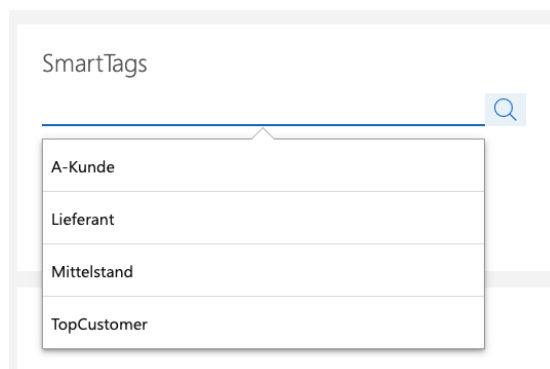 SmartTags
A-Kunde
Lieferant
Mittelstand
TopCustomer